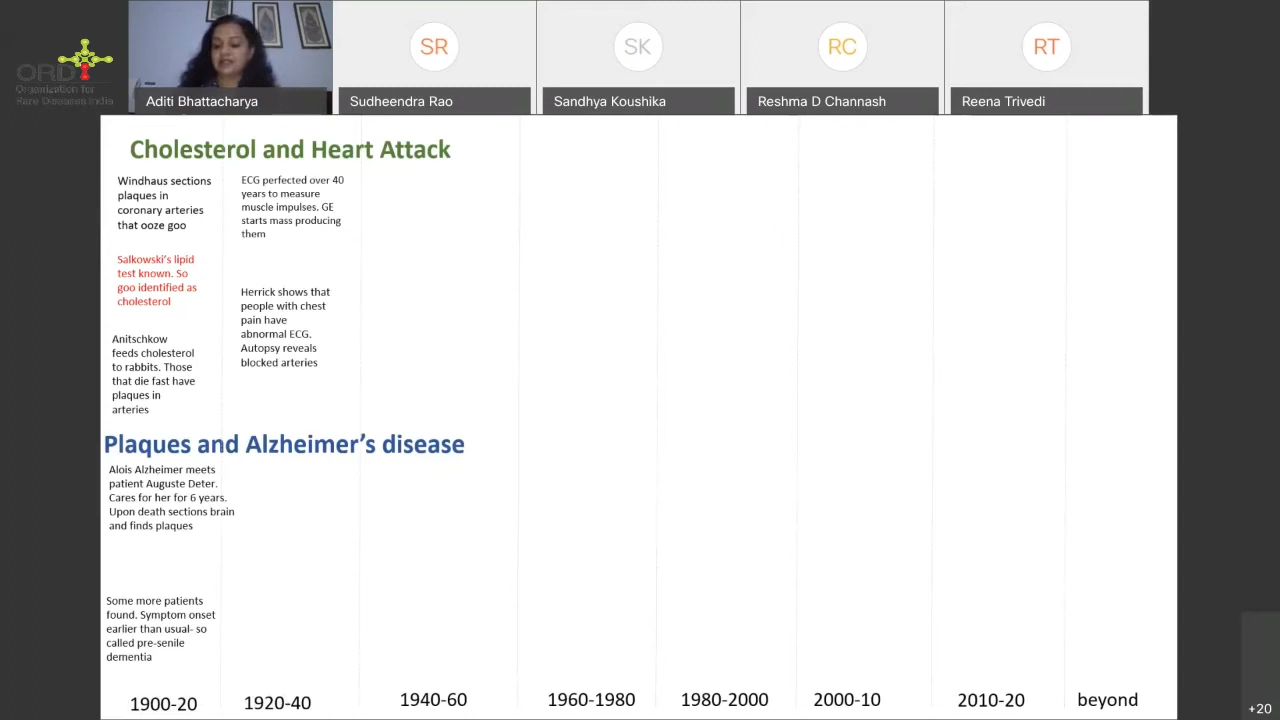 ORDI
Organization for
Rare Diseases India
Aditi Bhattacharya
SR
Sudheendra Rao
SK
Sandhya Koushika
RC
Reshma D Channash
RT
Reena Trivedi
Cholesterol and Heart Attack
Windhaus sections
plaques in
coronary arteries
that ooze goo
Salkowski's lipid
test known. So
goo identified as
cholesterol
Anitschkow
feeds cholesterol
to rabbits. Those
that die fast have
plaques in
arteries
ECG perfected over 40
years to measure
muscle impulses. GE
starts mass producing
them
Herrick shows that
people with chest
pain have
abnormal ECG.
Autopsy reveals
blocked arteries
Plaques and Alzheimer's disease
Alois Alzheimer meets
patient Auguste Deter.
Cares for her for 6 years.
Upon death sections brain
and finds plaques
Some more patients
found. Symptom onset
earlier than usual- so
called pre-senile
dementia
1900-20
1920-40
1940-60
1960-1980
1980-2000
2000-10
2010-20
beyond
+20